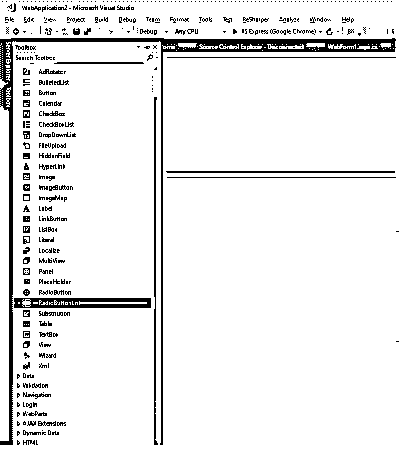 WebApplication2 - Microsoft Visual Studio
File Edit View Project Build Debug Team Format Tools Test ReSharper Analyze Window Help
Debug Any CPU IIS Express (Google Chrome)
Server Explorer Toolbox
Toolbox
Source Control Explorer - Disconnected
Search Toolbox
AdRotator
BulletedList
Button
Calendar
CheckBox
CheckBoxList
DropDownList
FileUpload
HiddenField
HyperLink
Image
ImageButton
ImageMap
Label
LinkButton
ListBox
Literal
Localize
MultiView
Panel
PlaceHolder
RadioButton
RadioButtonList
Substitution
Table
TextBox
View
Wizard
Xml
Data
Validation
Navigation
Login
WebParts
AJAX Extensions
Dynamic Data
HTML